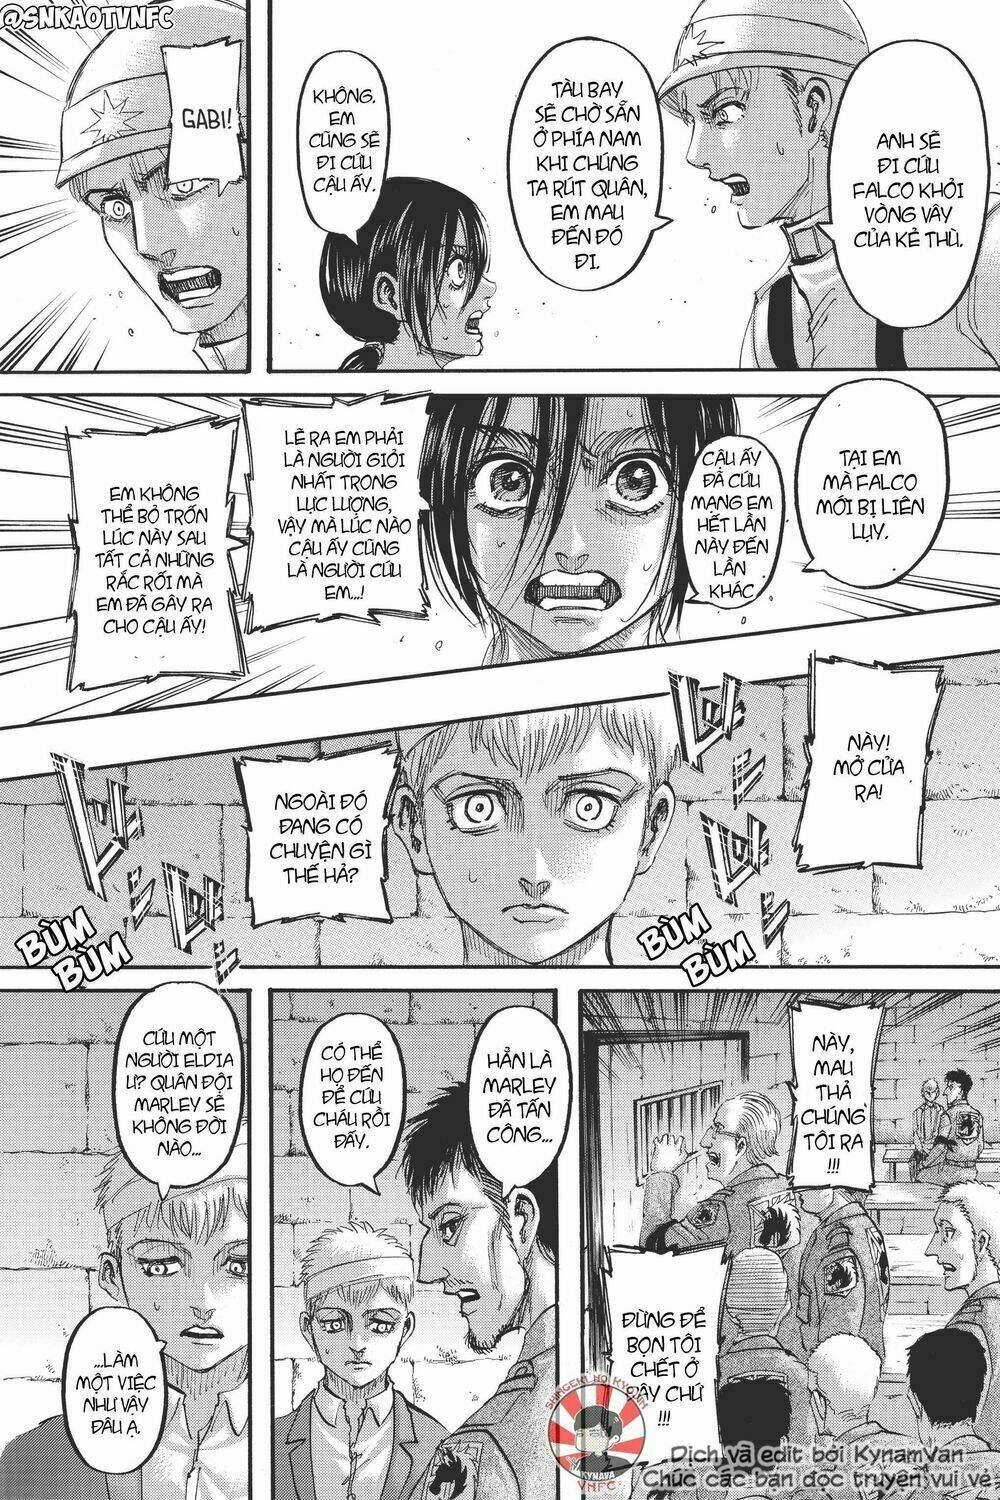 @SNKAOTVNFC
ANH SẼ
ĐI CỨU
FALCO KHỎI
VÒNG VÂY
CỦA KẺ THÙ.
TÀU BAY
SẼ CHỜ SẴN
Ở PHÍA NAM
KHI CHÚNG
TA RÚT QUÂN,
EM MAU
ĐẾN ĐÓ
ĐI.
KHÔNG.
EM
CŨNG SẼ
ĐI CỨU
CẬU ẤY.
GABI!
TẠI EM
MÀ FALCO
MỚI BỊ LIÊN
LỤY.
CẬU ẤY
ĐÃ CỨU
MẠNG EM
HẾT LẦN
NÀY ĐẾN
LẦN
KHÁC
LẼ RA EM PHẢI
LÀ NGƯỜI GIỎI
NHẤT TRONG
LỰC LƯỢNG,
VẬY MÀ LÚC NÀO
CẬU ẤY CŨNG
LÀ NGƯỜI CỨU
EM...!
EM KHÔNG
THỂ BỎ TRỐN
LÚC NÀY SAU
TẤT CẢ NHỮNG
RẮC RỐI MÀ
EM ĐÃ GÂY RA
CHO CẬU ẤY!
NÀY!
MỞ CỬA
RA!
NGOÀI ĐÓ
ĐANG CÓ
CHUYỆN GÌ
THẾ HẢ?
BÙM
BÙM
BÙM
BÙM
NÀY,
MAU
THẢ
CHÚNG
TÔI RA
!!!
ĐỪNG ĐỂ
BỌN TÔI
CHẾT Ở
ĐÂY CHỨ
!!!
HẲN LÀ
MARLEY
ĐÃ TẤN
CÔNG...
CÓ THỂ
HỌ ĐẾN
ĐỂ CỨU
CHÁU RỒI
ĐẤY.
CỨU MỘT
NGƯỜI ELDIA
Ư? QUÂN ĐỘI
MARLEY SẼ
KHÔNG ĐỜI
NÀO...
...LÀM
MỘT VIỆC
NHƯ VẬY
ĐÂU Ạ.
SHINGEKI NO KYOJIN
KYNAVA
VNFC
Dịch và edit bởi KynamVan
Chúc các bạn đọc truyện vui vẻ